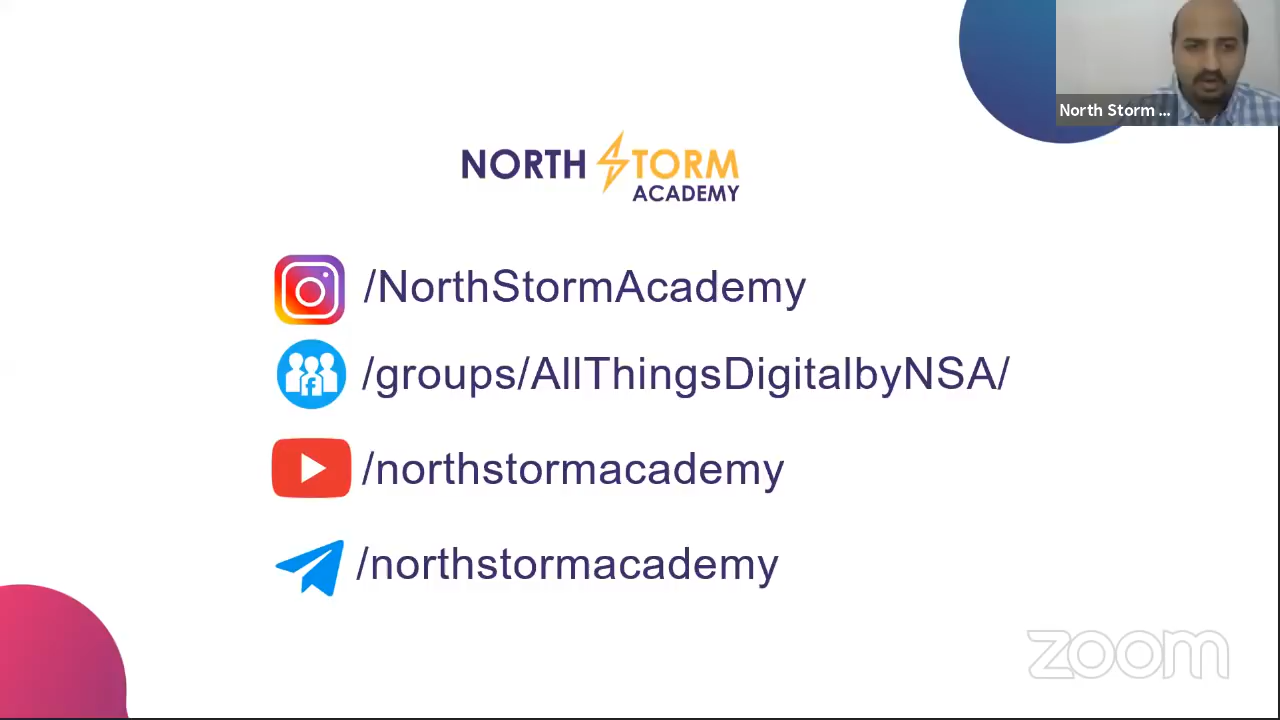 North Storm ...
NORTH STORM
ACADEMY
/NorthStormAcademy
/groups/AllThingsDigitalbyNSA/
/northstormacademy
/northstormacademy
zoom